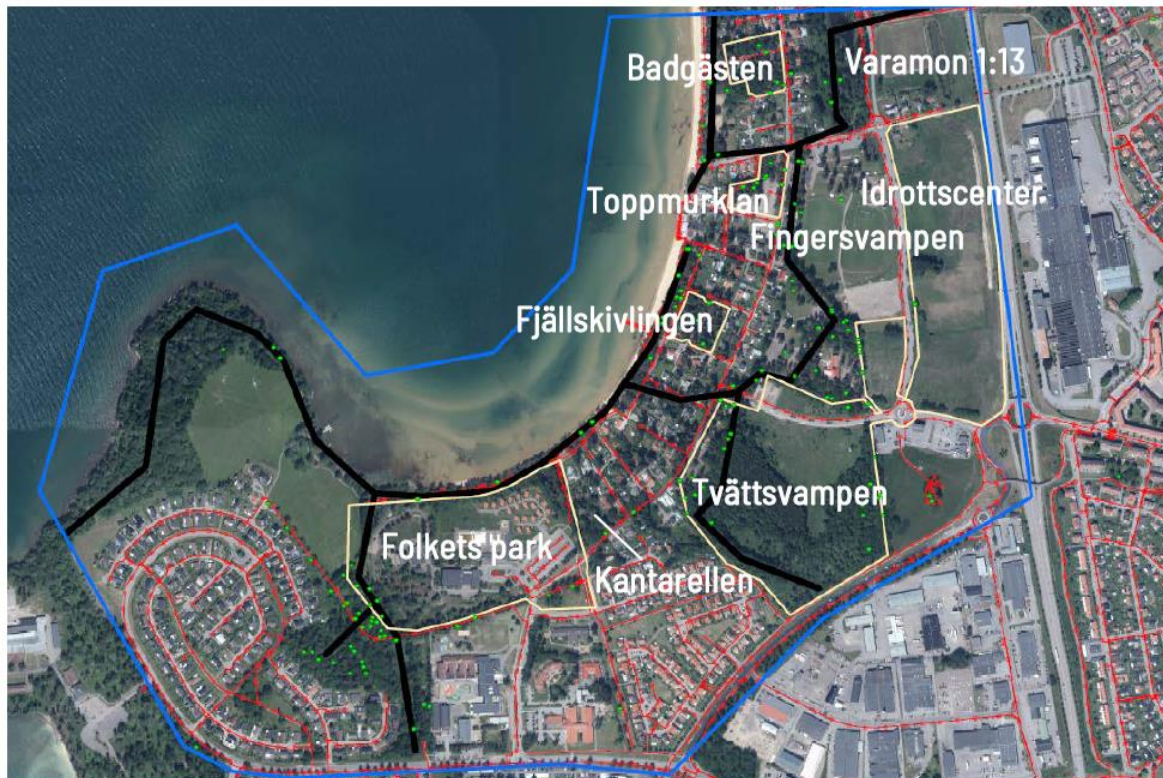 Badgästen
Varamon 1:13
Toppmurklan
Idrottscenter
Fingersvampen
Fjällskivlingen
Tvättsvampen
Folkets park
Kantarellen